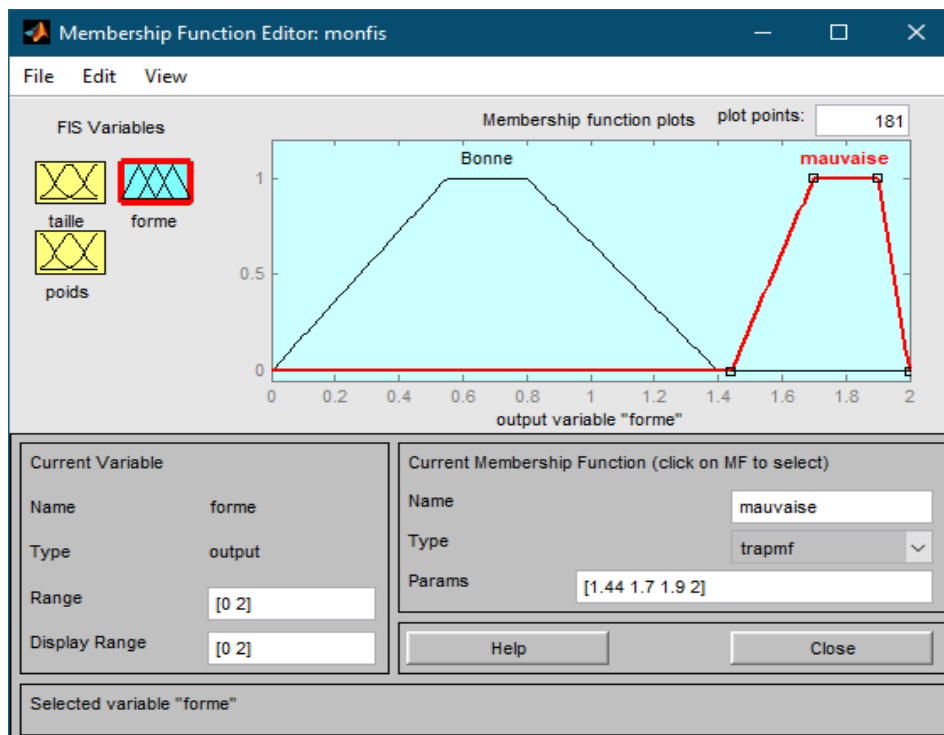 Membership Function Editor: monfis
File Edit View
FIS Variables
Membership function plots plot points: 181
taille forme
poids
Bonne mauvaise
1
0.5
0
0 0.2 0.4 0.6 0.8 1 1.2 1.4 1.6 1.8 2
output variable "forme"
Current Variable
Name forme
Type output
Range [0 2]
Display Range [0 2]
Current Membership Function (click on MF to select)
Name mauvaise
Type trapmf
Params [1.44 1.7 1.9 2]
Help Close
Selected variable "forme"